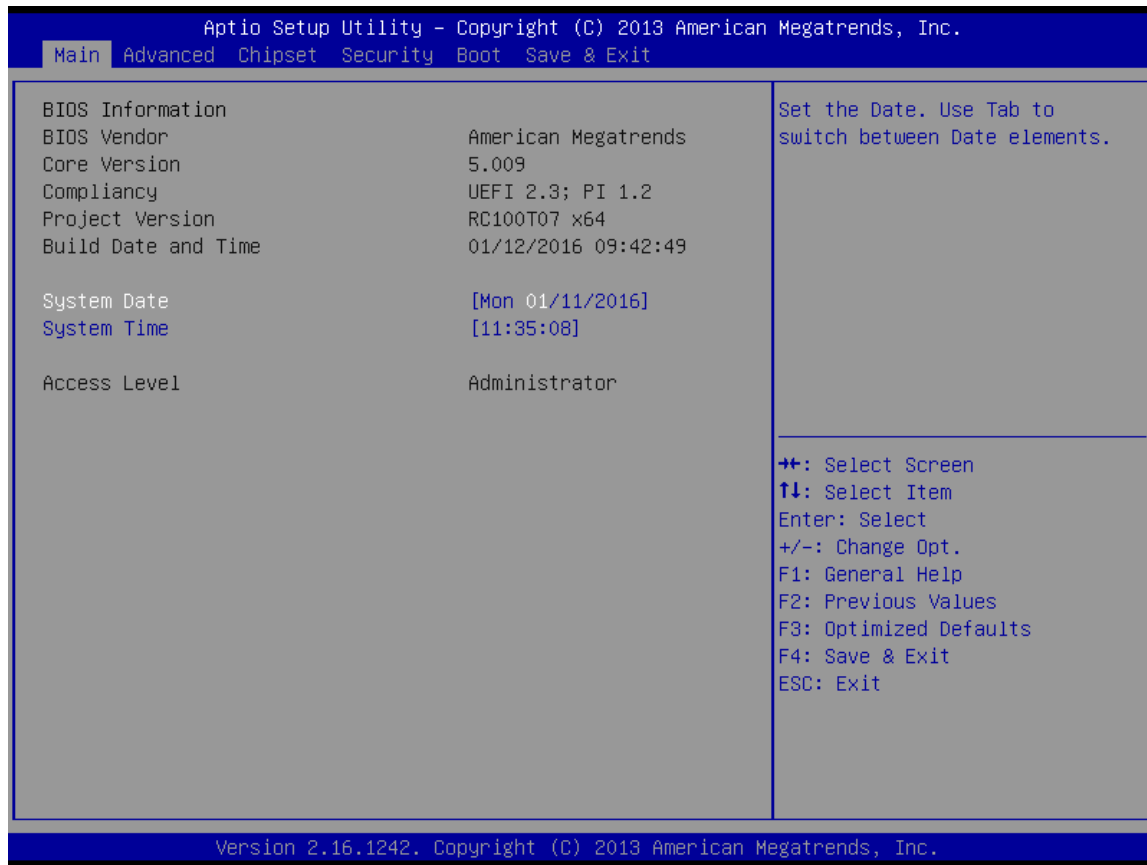 Aptio Setup Utility – Copyright (C) 2013 American Megatrends, Inc.
Main Advanced Chipset Security Boot Save & Exit
BIOS Information
BIOS Vendor American Megatrends
Core Version 5.009
Compliancy UEFI 2.3; PI 1.2
Project Version RC100T07 x64
Build Date and Time 01/12/2016 09:42:49
System Date [Mon 01/11/2016]
System Time [11:35:08]
Access Level Administrator
Set the Date. Use Tab to
switch between Date elements.
→←: Select Screen
↑↓: Select Item
Enter: Select
+/-: Change Opt.
F1: General Help
F2: Previous Values
F3: Optimized Defaults
F4: Save & Exit
ESC: Exit
Version 2.16.1242. Copyright (C) 2013 American Megatrends, Inc.